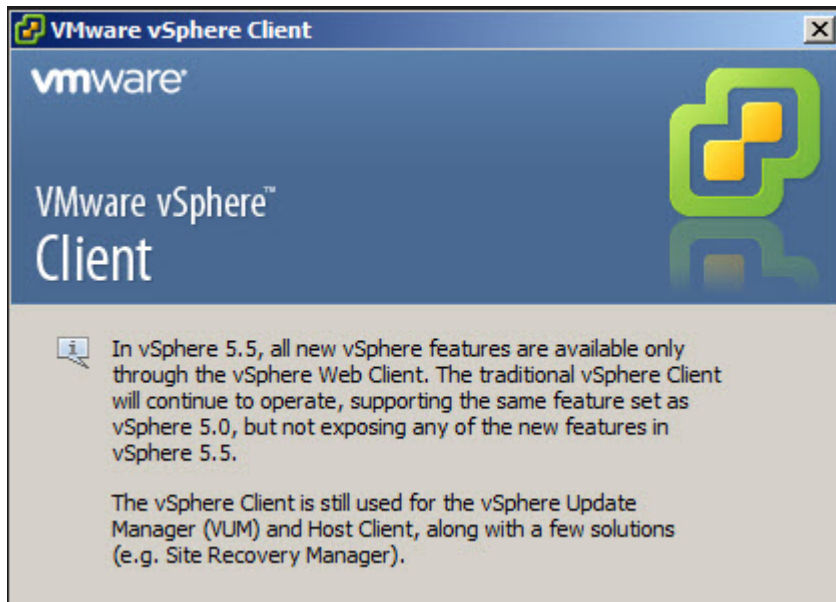 VMware vSphere Client
vmware®
VMware vSphere™
Client
In vSphere 5.5, all new vSphere features are available only
through the vSphere Web Client. The traditional vSphere Client
will continue to operate, supporting the same feature set as
vSphere 5.0, but not exposing any of the new features in
vSphere 5.5.
The vSphere Client is still used for the vSphere Update
Manager (VUM) and Host Client, along with a few solutions
(e.g. Site Recovery Manager).